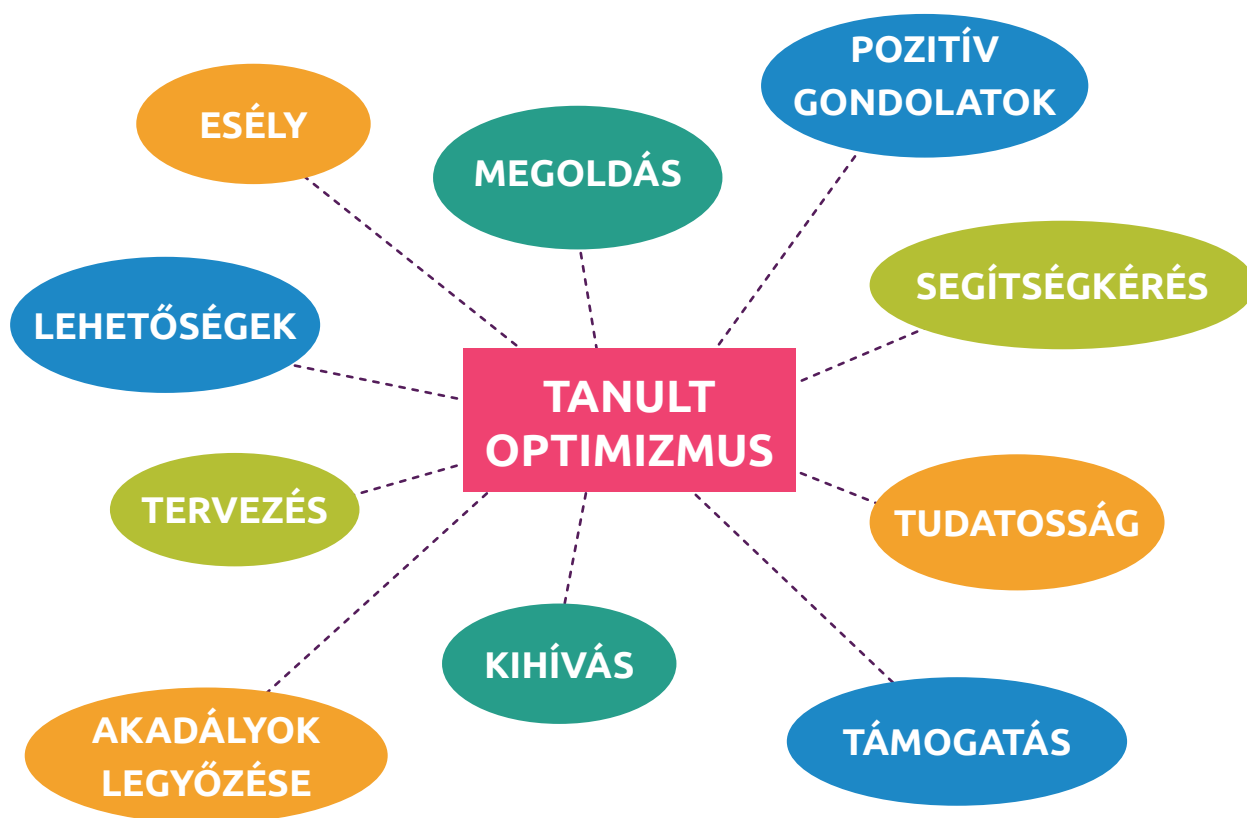 POZITÍV
GONDOLATOK
ESÉLY
MEGOLDÁS
SEGÍTSÉGKÉRÉS
LEHETŐSÉGEK
TANULT
OPTIMIZMUS
TERVEZÉS
TUDATOSSÁG
KIHÍVÁS
AKADÁLYOK
LEGYŐZÉSE
TÁMOGATÁS